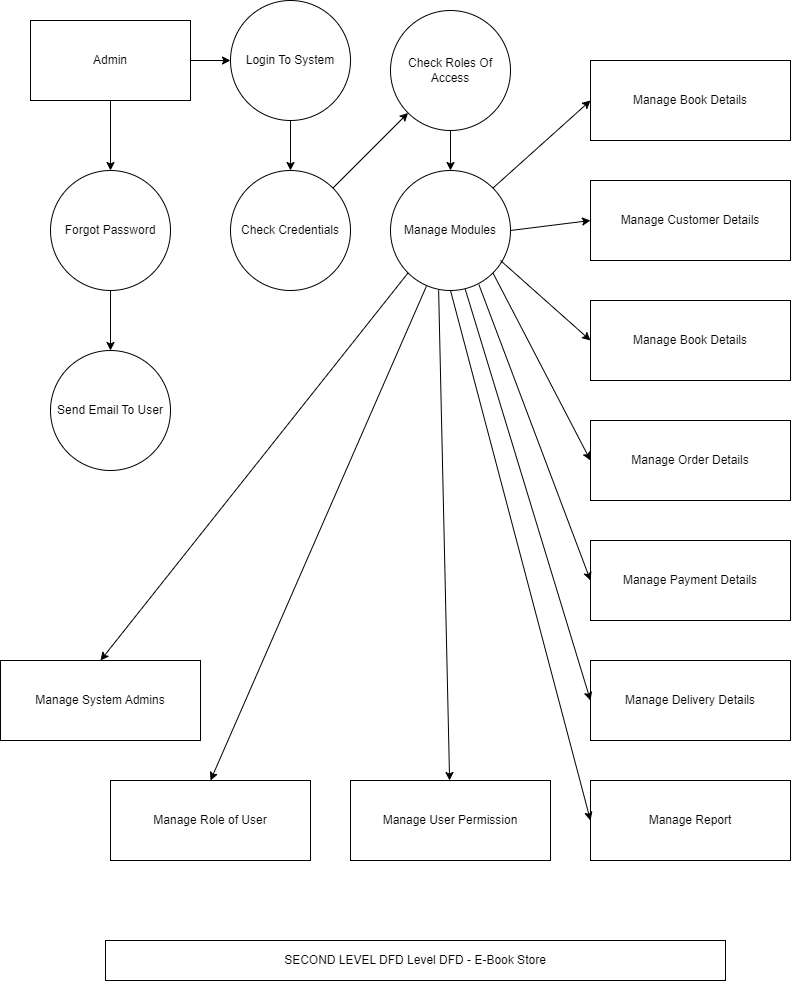 Admin
Login To System
Check Roles Of
Access
Manage Book Details
Forgot Password
Check Credentials
Manage Modules
Manage Customer Details
Manage Book Details
Send Email To User
Manage Order Details
Manage Payment Details
Manage System Admins
Manage Delivery Details
Manage Role of User
Manage User Permission
Manage Report
SECOND LEVEL DFD Level DFD - E-Book Store